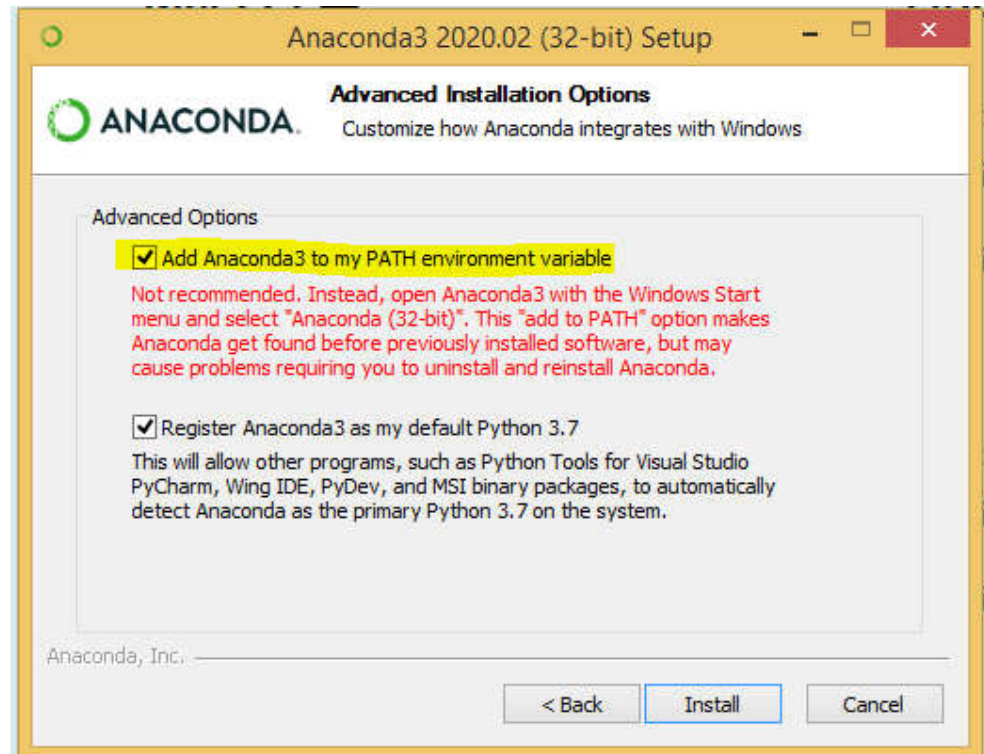 Anaconda3 2020.02 (32-bit) Setup
ANACONDA.
Advanced Installation Options
Customize how Anaconda integrates with Windows
Advanced Options
Add Anaconda3 to my PATH environment variable
Not recommended. Instead, open Anaconda3 with the Windows Start
menu and select "Anaconda (32-bit)". This "add to PATH" option makes
Anaconda get found before previously installed software, but may
cause problems requiring you to uninstall and reinstall Anaconda.
Register Anaconda3 as my default Python 3.7
This will allow other programs, such as Python Tools for Visual Studio
PyCharm, Wing IDE, PyDev, and MSI binary packages, to automatically
detect Anaconda as the primary Python 3.7 on the system.
Anaconda, Inc.
< Back
Install
Cancel